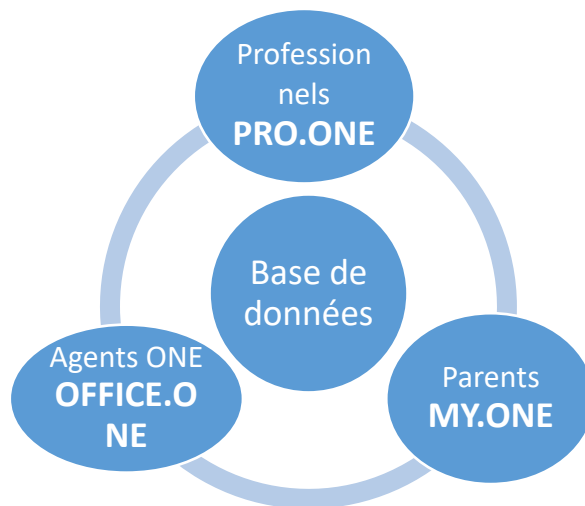 Profession
nels
PRO.ONE
Base de
données
Agents ONE
OFFICE.O
NE
Parents
MY.ONE